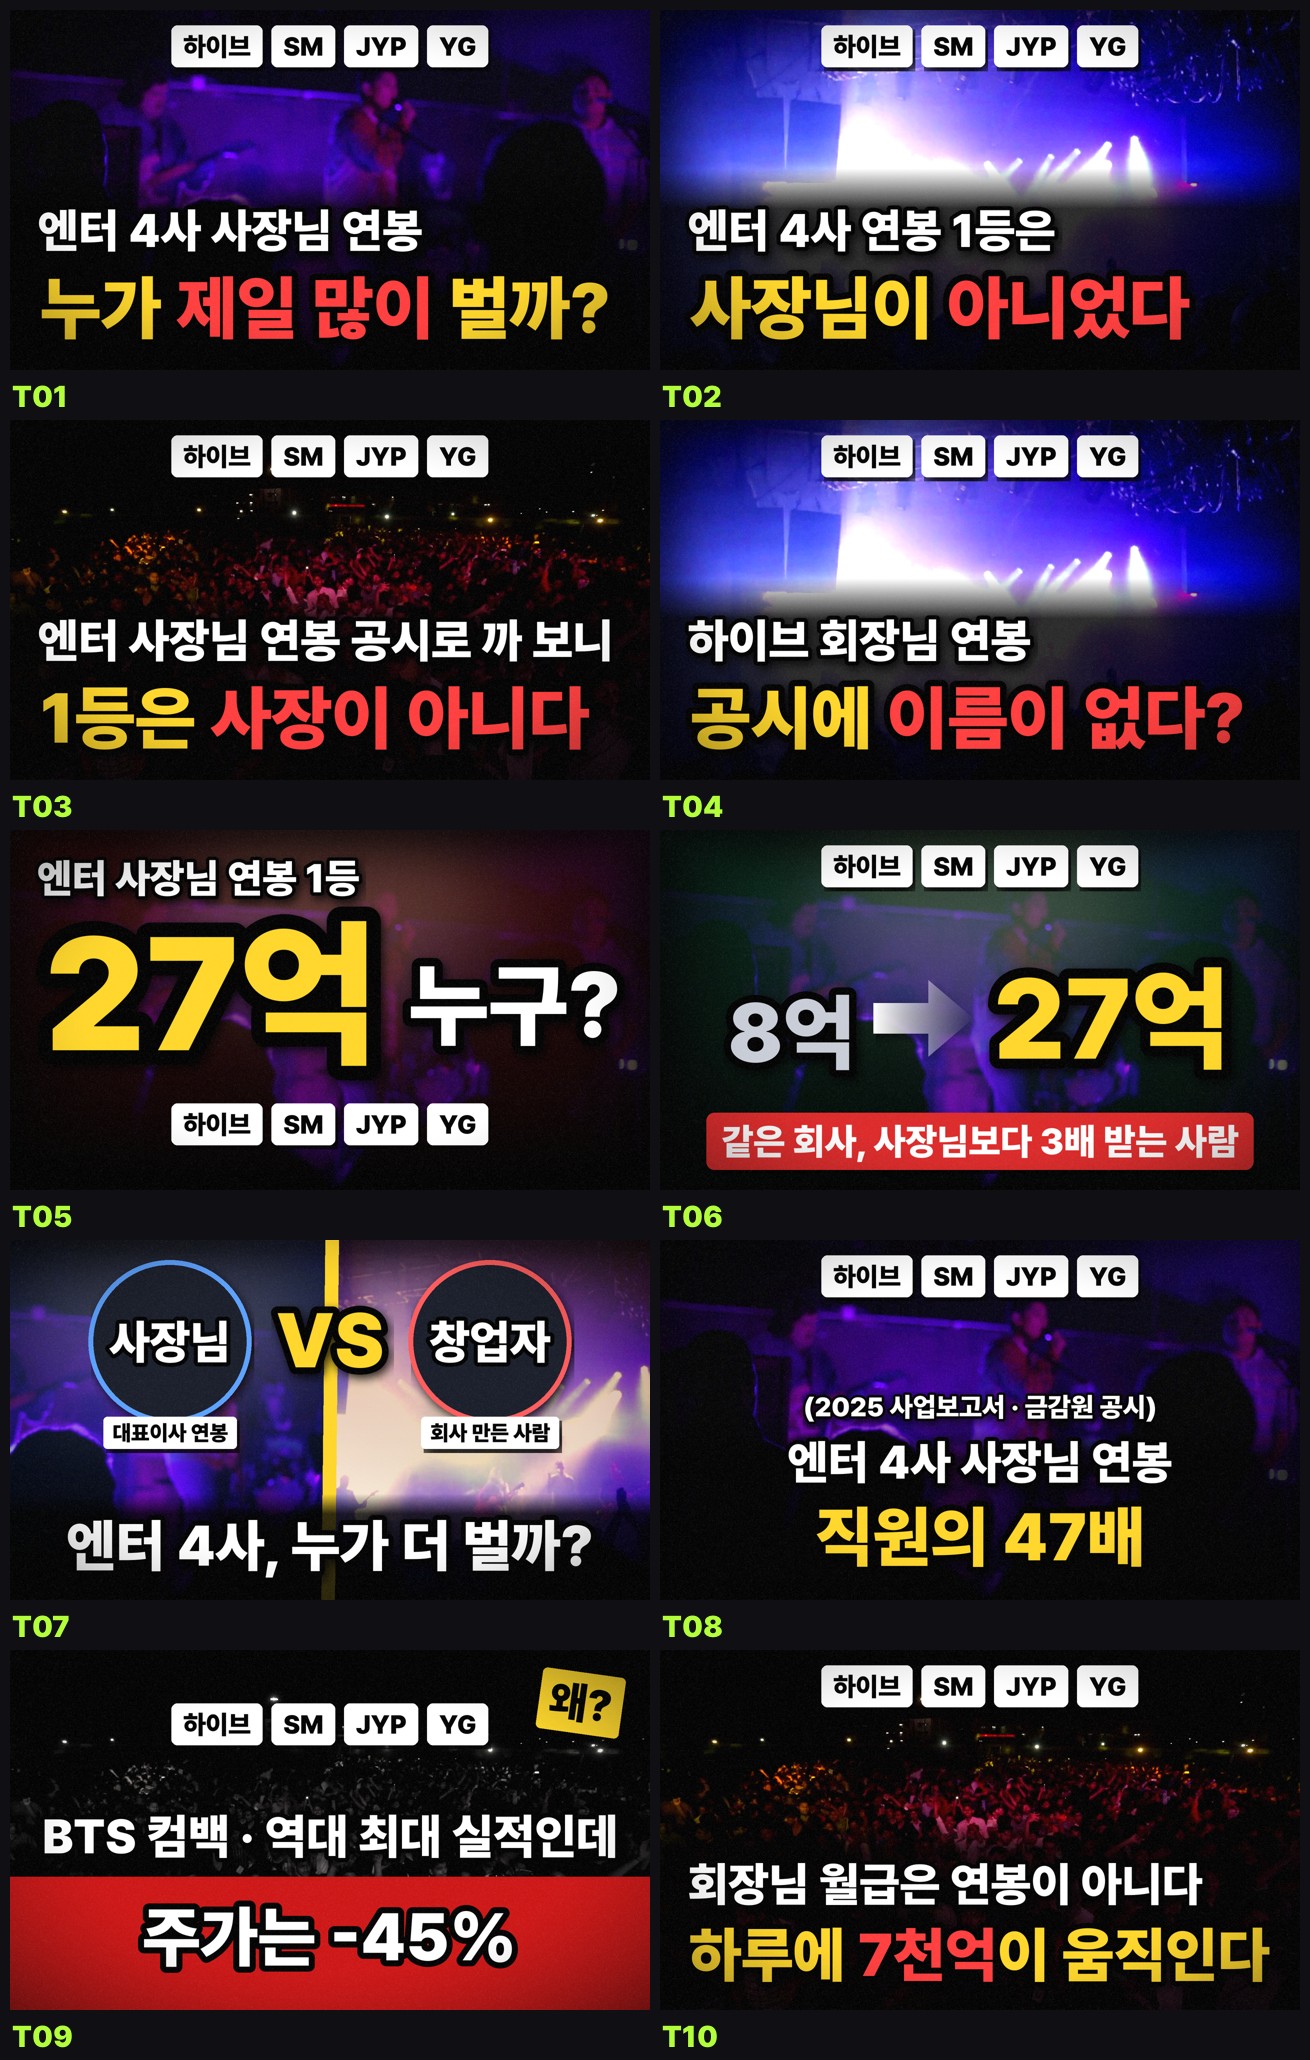 하이브 SM JYP YG
엔터 4사 사장님 연봉
누가 제일 많이 벌까?
T01
하이브 SM JYP YG
엔터 4사 연봉 1등은
사장님이 아니었다
T02
하이브 SM JYP YG
엔터 사장님 연봉 공시로 까 보니
1등은 사장이 아니다
T03
하이브 SM JYP YG
하이브 회장님 연봉
공시에 이름이 없다?
T04
엔터 사장님 연봉 1등
27억 누구?
하이브 SM JYP YG
T05
하이브 SM JYP YG
8억 27억
같은 회사, 사장님보다 3배 받는 사람
T06
사장님 VS 창업자
대표이사 연봉 회사 만든 사람
엔터 4사, 누가 더 벌까?
T07
하이브 SM JYP YG
(2025 사업보고서 · 금감원 공시)
엔터 4사 사장님 연봉
직원의 47배
T08
왜?
하이브 SM JYP YG
BTS 컴백 · 역대 최대 실적인데
주가는 -45%
T09
하이브 SM JYP YG
회장님 월급은 연봉이 아니다
하루에 7천억이 움직인다
T10